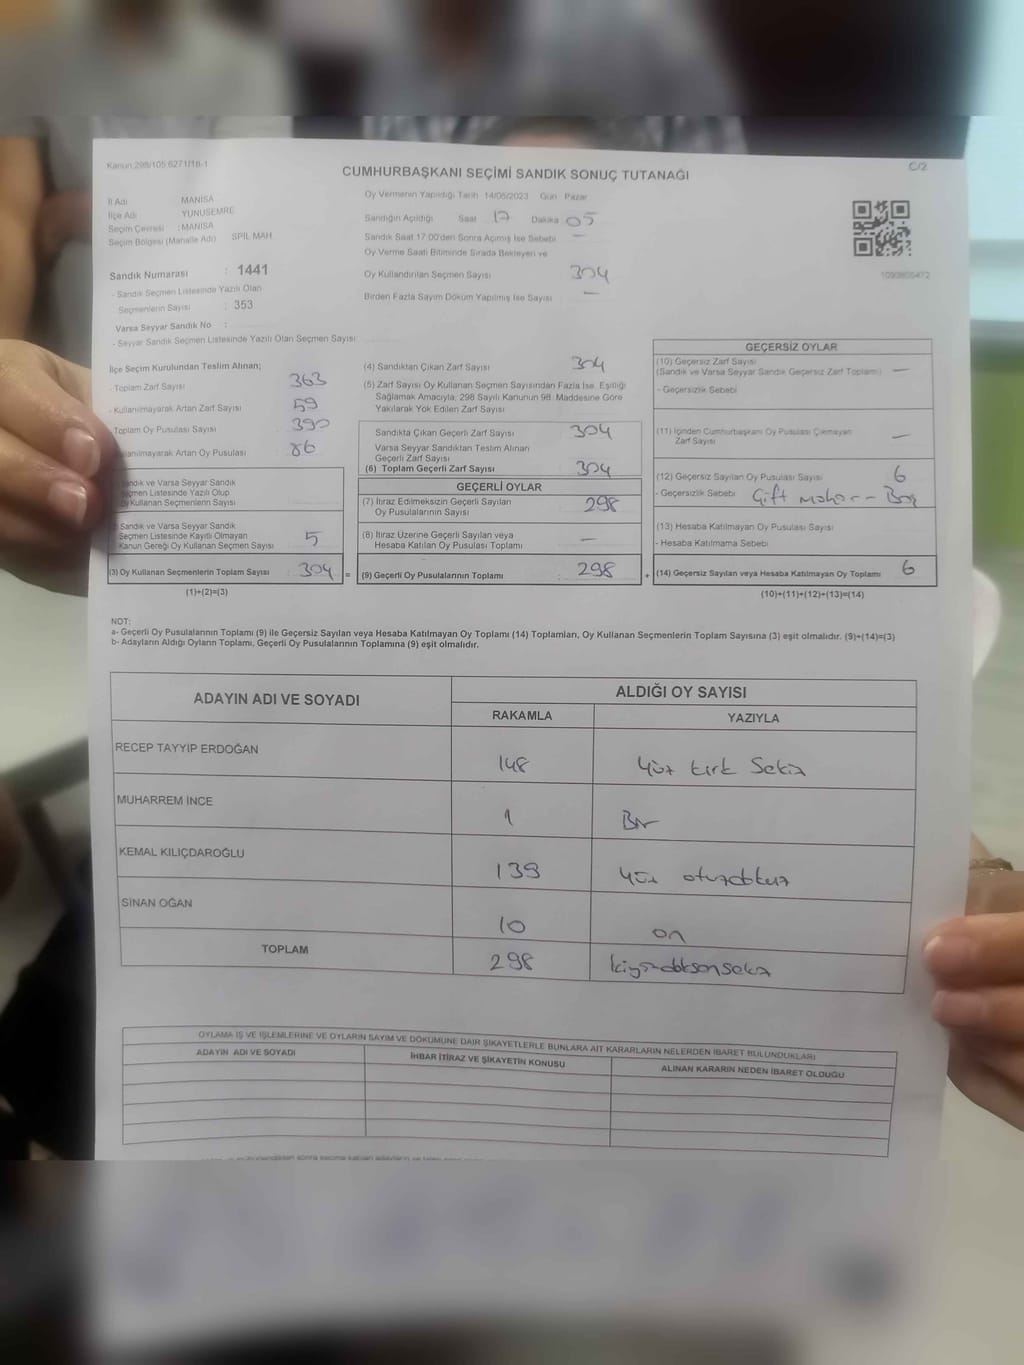 Kanun:298/105 6271/18-1
C/2
CUMHURBAŞKANI SEÇİMİ SANDIK SONUÇ TUTANAĞI
İl Adı MANİSA
İlçe Adı YUNUSEMRE
Seçim Çevresi : MANİSA
Seçim Bölgesi (Mahalle Adı) SPİL MAH
Sandık Numarası : 1441
- Sandık Seçmen Listesinde Yazılı Olan
Seçmenlerin Sayısı : 353
Varsa Seyyar Sandık No :
- Seyyar Sandık Seçmen Listesinde Yazılı Olan Seçmen Sayısı
Oy Vermenin Yapıldığı Tarih 14/05/2023 Gün Pazar
Sandığın Açıldığı Saat 17 Dakika 05
Sandık Saat 17:00'den Sonra Açımış İse Sebebi —
Oy Verme Saati Bitiminde Sırada Bekleyen ve
Oy Kullandırılan Seçmen Sayısı 304
Birden Fazla Sayım Döküm Yapılmış İse Sayısı —
1093805472
İlçe Seçim Kurulundan Teslim Alınan;
- Toplam Zarf Sayısı 363
- Kullanılmayarak Artan Zarf Sayısı 59
- Toplam Oy Pusulası Sayısı 390
Kullanılmayarak Artan Oy Pusulası 86
Sandık ve Varsa Seyyar Sandık
Seçmen Listesinde Yazılı Olup
Oy Kullanan Seçmenlerin Sayısı
Sandık ve Varsa Seyyar Sandık
Seçmen Listesinde Kayıtlı Olmayan
Kanun Gereği Oy Kullanan Seçmen Sayısı 5
(3) Oy Kullanan Seçmenlerin Toplam Sayısı : 304 =
(1)+(2)=(3)
(4) Sandıktan Çıkan Zarf Sayısı 304
(5) Zarf Sayısı Oy Kullanan Seçmen Sayısından Fazla İse, Eşitliği
Sağlamak Amacıyla, 298 Sayılı Kanunun 98. Maddesine Göre
Yakılarak Yok Edilen Zarf Sayısı
Sandıkta Çıkan Geçerli Zarf Sayısı 304
Varsa Seyyar Sandıktan Teslim Alınan
Geçerli Zarf Sayısı
(6) Toplam Geçerli Zarf Sayısı 304
GEÇERLİ OYLAR
(7) İtiraz Edilmeksizin Geçerli Sayılan
Oy Pusulalarının Sayısı 298
(8) İtiraz Üzerine Geçerli Sayılan veya
Hesaba Katılan Oy Pusulası Toplamı —
(9) Geçerli Oy Pusulalarının Toplamı : 298 +
GEÇERSİZ OYLAR
(10) Geçersiz Zarf Sayısı
(Sandık ve Varsa Seyyar Sandık Geçersiz Zarf Toplamı) —
- Geçersizlik Sebebi
(11) İçinden Cumhurbaşkanı Oy Pusulası Çıkmayan
Zarf Sayısı —
(12) Geçersiz Sayılan Oy Pusulası Sayısı 6
- Geçersizlik Sebebi Çift mühür - Boş
(13) Hesaba Katılmayan Oy Pusulası Sayısı
- Hesaba Katılmama Sebebi
(14) Geçersiz Sayılan veya Hesaba Katılmayan Oy Toplamı 6
(10)+(11)+(12)+(13)=(14)
NOT:
a- Geçerli Oy Pusulalarının Toplamı (9) ile Geçersiz Sayılan veya Hesaba Katılmayan Oy Toplamı (14) Toplamları, Oy Kullanan Seçmenlerin Toplam Sayısına (3) eşit olmalıdır. (9)+(14)=(3)
b- Adayların Aldığı Oyların Toplamı, Geçerli Oy Pusulalarının Toplamına (9) eşit olmalıdır.
ADAYIN ADI VE SOYADI ALDIĞI OY SAYISI
RAKAMLA YAZIYLA
RECEP TAYYİP ERDOĞAN 148 yüz kırk Sekiz
MUHARREM İNCE 1 Bir
KEMAL KILIÇDAROĞLU 139 yüz otuzdokuz
SİNAN OĞAN 10 on
TOPLAM 298 ikiyüzdoksansekiz
OYLAMA İŞ VE İŞLEMLERİNE VE OYLARIN SAYIM VE DÖKÜMÜNE DAİR ŞİKAYETLERLE BUNLARA AİT KARARLARIN NELERDEN İBARET BULUNDUKLARI
ADAYIN ADI VE SOYADI İHBAR İTİRAZ VE ŞİKAYETİN KONUSU ALINAN KARARIN NEDEN İBARET OLDUĞU